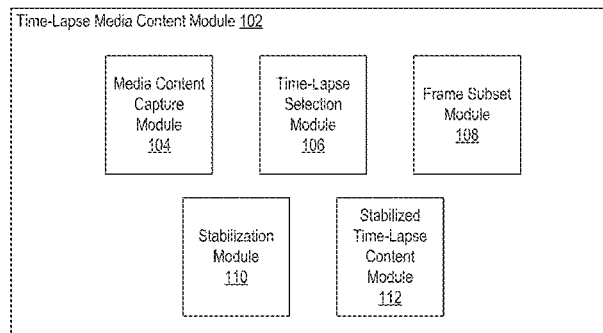 Time-Lapse Media Content Module 102
Media Content
Capture
Module
104
Time-Lapse
Selection
Module
106
Frame Subset
Module
108
Stabilization
Module
110
Stabilized
Time-Lapse
Content
Module
112